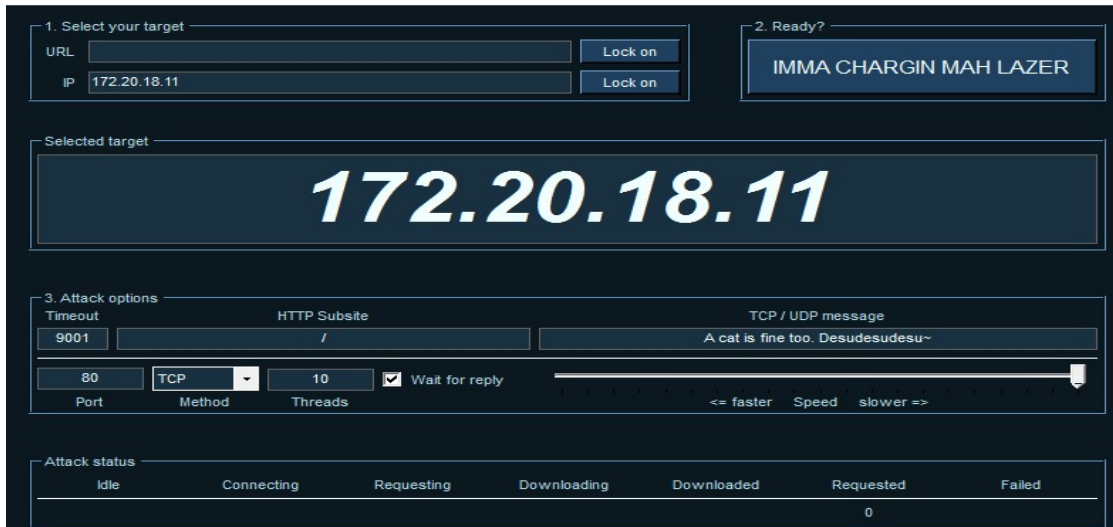 1. Select your target
URL Lock on
IP 172.20.18.11 Lock on
2. Ready?
IMMA CHARGIN MAH LAZER
Selected target
172.20.18.11
3. Attack options
Timeout HTTP Subsite TCP / UDP message
9001 / A cat is fine too. Desudesudesu~
80 TCP 10 Wait for reply
Port Method Threads <= faster Speed slower =>
Attack status
Idle Connecting Requesting Downloading Downloaded Requested Failed
0